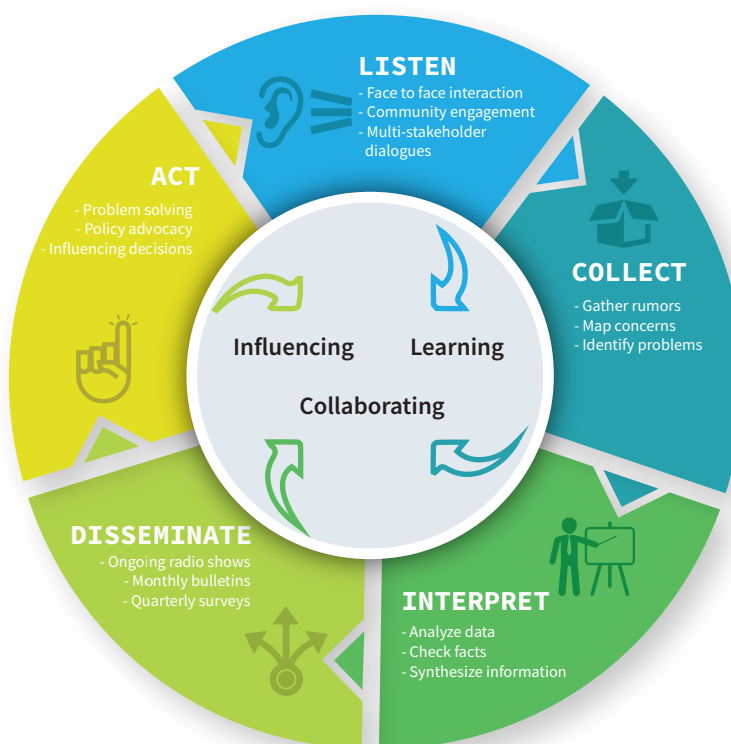 LISTEN
- Face to face interaction
- Community engagement
- Multi-stakeholder
dialogues
COLLECT
- Gather rumors
- Map concerns
- Identify problems
INTERPRET
- Analyze data
- Check facts
- Synthesize information
DISSEMINATE
- Ongoing radio shows
- Monthly bulletins
- Quarterly surveys
ACT
- Problem solving
- Policy advocacy
- Influencing decisions
Influencing
Learning
Collaborating